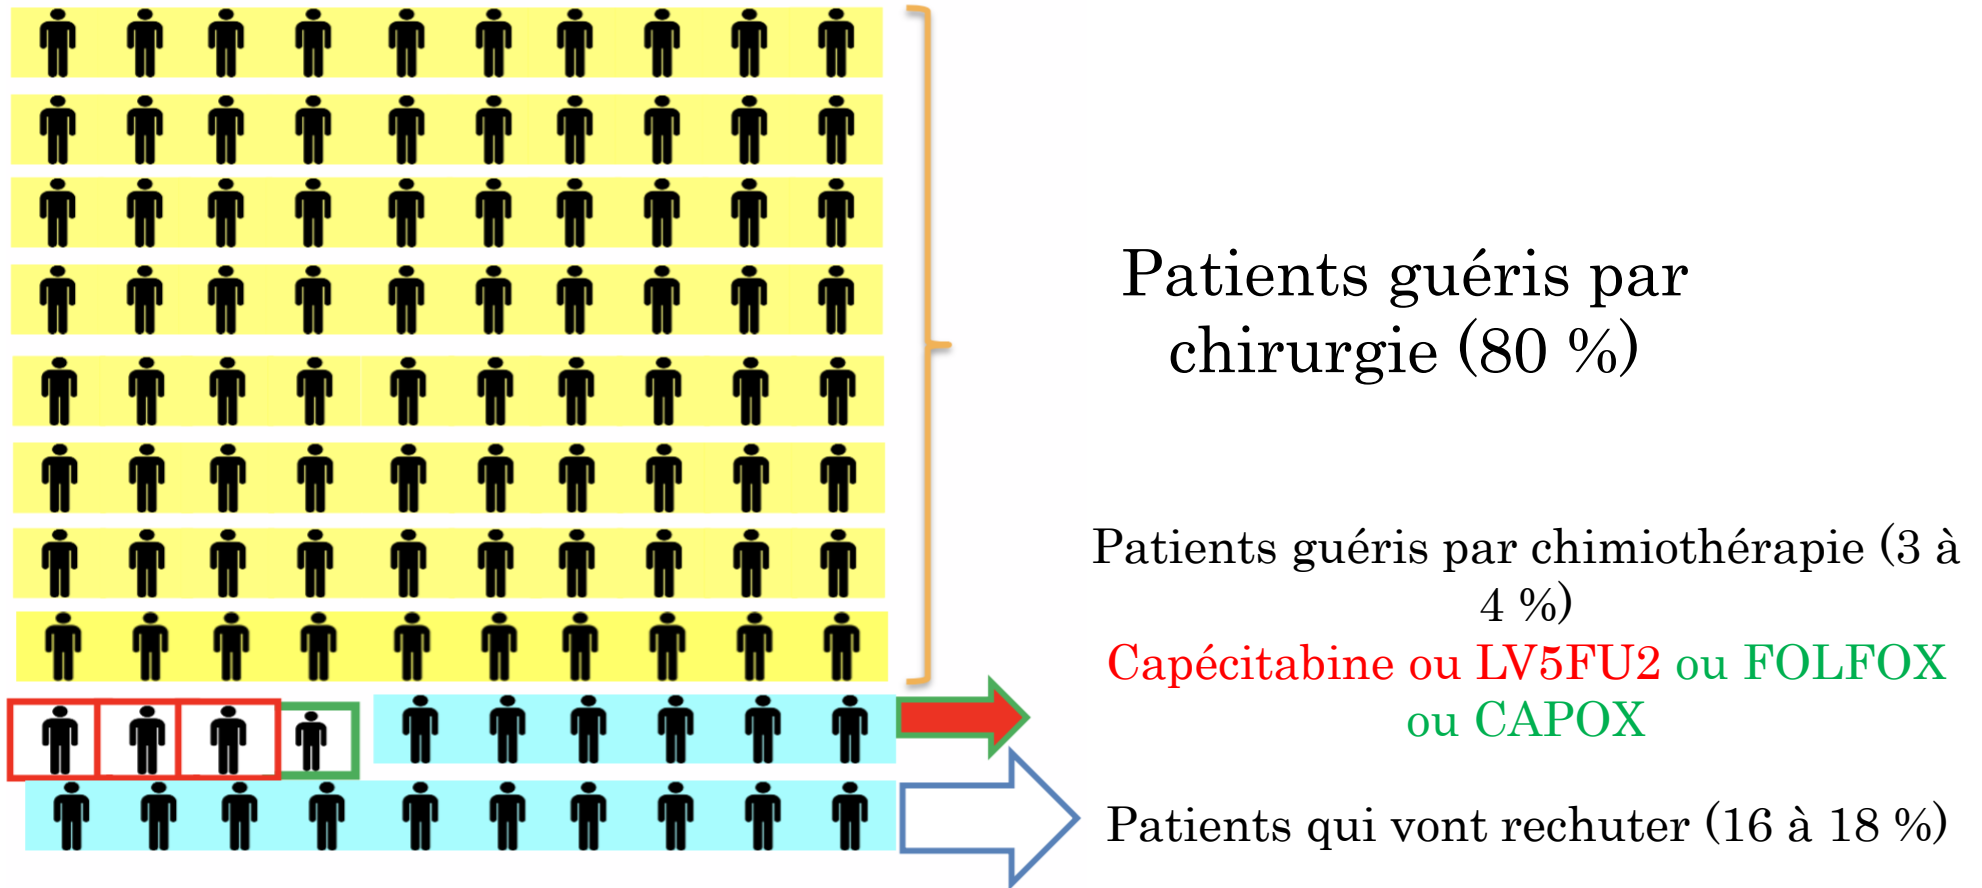 Patients guéris par
chirurgie (80 %)
Patients guéris par chimiothérapie (3 à
4 %)
Capécitabine ou LV5FU2 ou FOLFOX
ou CAPOX
Patients qui vont rechuter (16 à 18 %)